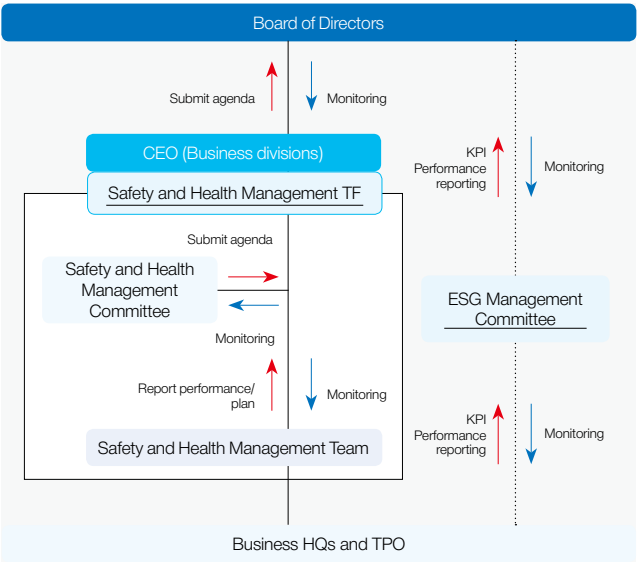 Board of Directors
Submit agenda
Monitoring
CEO (Business divisions)
Safety and Health Management TF
KPI
Performance
reporting
Monitoring
Submit agenda
Safety and Health
Management
Committee
Monitoring
ESG Management
Committee
Report performance/
plan
Monitoring
KPI
Performance
reporting
Monitoring
Safety and Health Management Team
Business HQs and TPO